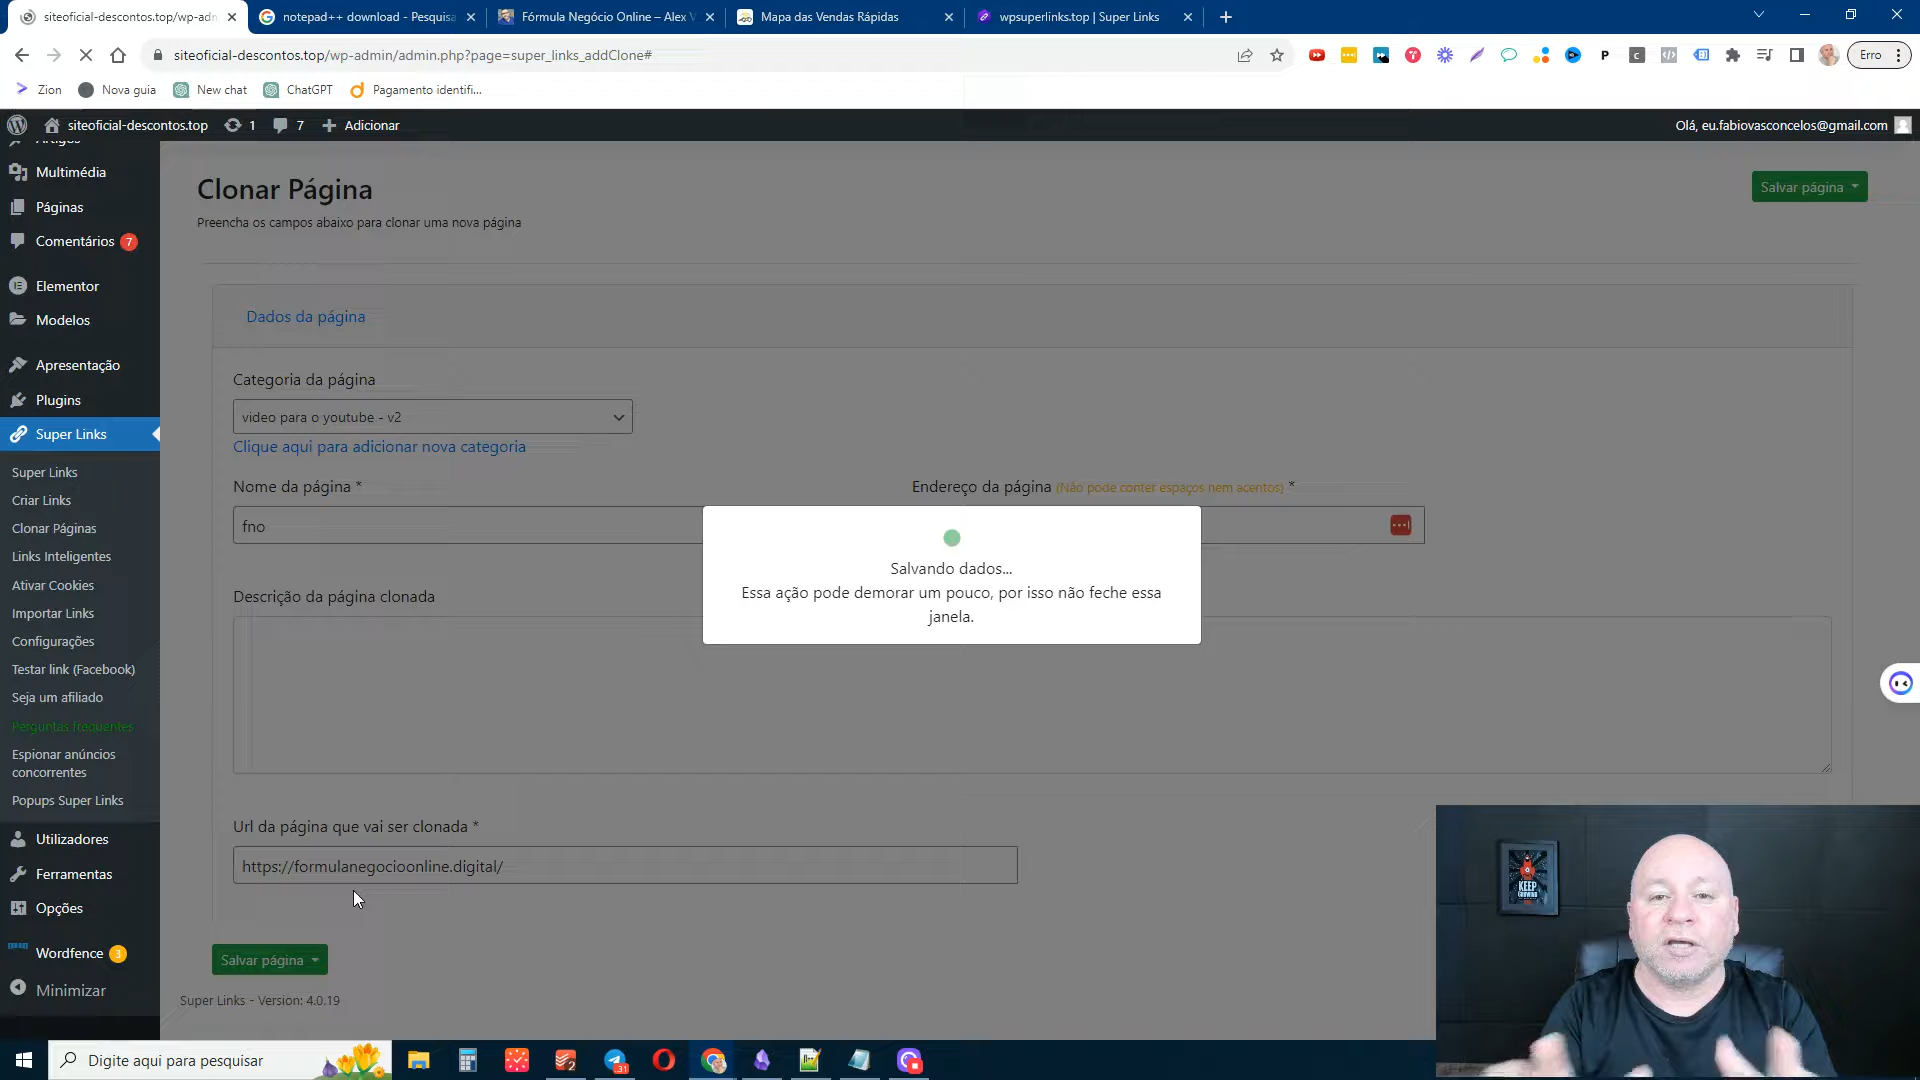 siteoficial-descontos.top/wp-adn
notepad++ download - Pesquisa
Fórmula Negócio Online – Alex V
Mapa das Vendas Rápidas
wpsuperlinks.top | Super Links
siteoficial-descontos.top/wp-admin/admin.php?page=super_links_addClone#
Erro
Zion
Nova guia
New chat
ChatGPT
Pagamento identifi...
siteoficial-descontos.top
1
7
Adicionar
Olá, eu.fabiovasconcelos@gmail.com
Artigos
Multimédia
Páginas
Comentários 7
Elementor
Modelos
Apresentação
Plugins
Super Links
Super Links
Criar Links
Clonar Páginas
Links Inteligentes
Ativar Cookies
Importar Links
Configurações
Testar link (Facebook)
Seja um afiliado
Perguntas frequentes
Espionar anúncios
concorrentes
Popups Super Links
Utilizadores
Ferramentas
Opções
Wordfence 3
Minimizar
Clonar Página
Preencha os campos abaixo para clonar uma nova página
Salvar página
Dados da página
Categoria da página
video para o youtube - v2
Clique aqui para adicionar nova categoria
Nome da página *
fno
Endereço da página (Não pode conter espaços nem acentos) *
Salvando dados...
Essa ação pode demorar um pouco, por isso não feche essa
janela.
Descrição da página clonada
Url da página que vai ser clonada *
https://formulanegocioonline.digital/
Salvar página
Super Links - Version: 4.0.19
KEEP
Digite aqui para pesquisar
2
31